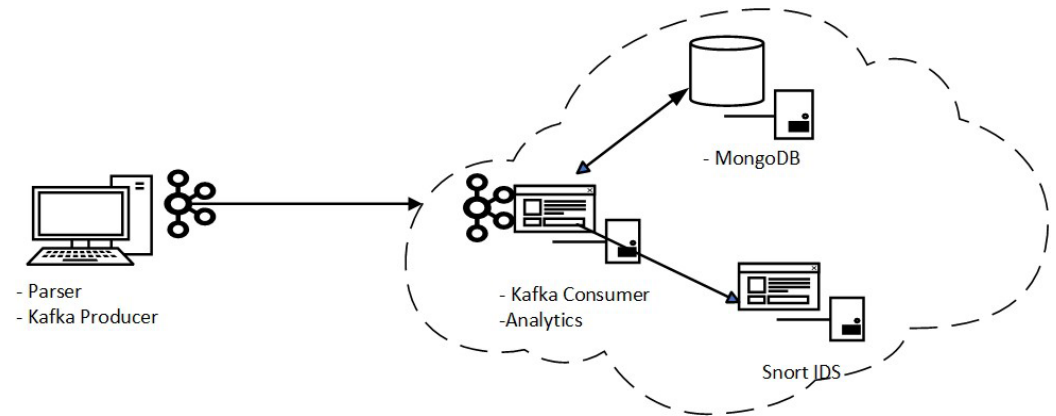 - MongoDB
- Parser
- Kafka Producer
- Kafka Consumer
-Analytics
Snort IDS